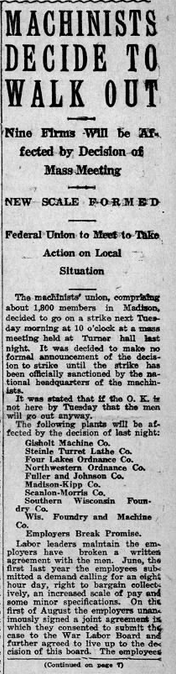 MACHINISTS
DECIDE TO
WALK OUT
Nine Firms Will be Af-
fected by Decision of
Mass Meeting
NEW SCALE FORMED
Federal Union to Meet to Take
Action on Local
Situation
The machinists' union, comprising
about 1,800 members in Madison,
decided to go on a strike next Tues-
day morning at 10 o'clock at a mass
meeting held at Turner hall last
night. It was decided to make no
formal announcement of the decis-
ion to strike until the strike has
been officially sanctioned by the na-
tional headquarters of the machin-
ists.
It was stated that if the O. K. is
not here by Tuesday that the men
will go out anyway.
The following plants will be af-
fected by the decision of last night:
Gisholt Machine Co.
Steinle Turret Lathe Co.
Four Lakes Ordnance Co.
Northwestern Ordnance Co.
Fuller and Johnson Co.
Madison-Kipp Co.
Scanlon-Morris Co.
Southern Wisconsin Foun-
dry Co.
Wis. Foundry and Machine
Co.
Employers Break Promise.
Labor leaders maintain the em-
ployers have broken a written
agreement with the men. June, the
first last year the employees sub-
mitted a demand calling for an eight
hour day, right to bargain collect-
ively, an increased scale of pay and
some minor specifications. On the
first of August the employers unan-
imously signed a joint agreement in
which they consented to submit the
case to the War Labor Board and
further agreed to live up to the de-
cision of this board. The employees
(Continued on page 7)